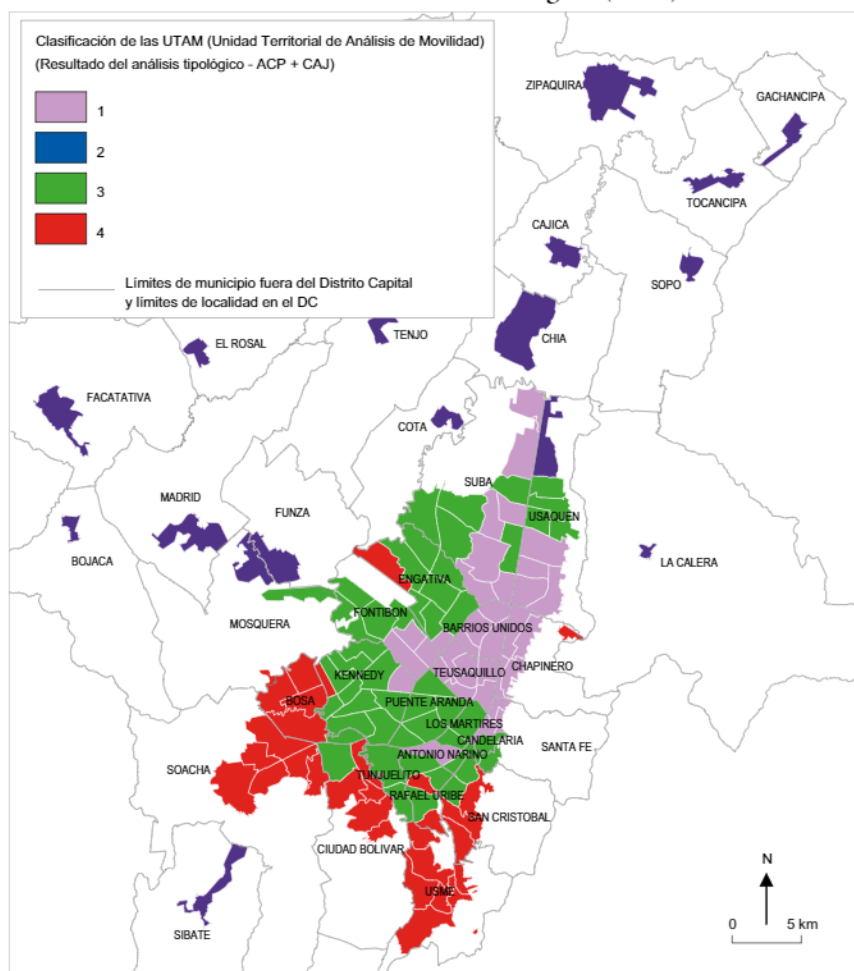 Clasificación de las UTAM (Unidad Territorial de Análisis de Movilidad)
(Resultado del análisis tipológico - ACP + CAJ)
1
2
3
4
Límites de municipio fuera del Distrito Capital
y límites de localidad en el DC
ZIPAQUIRA
GACHANCIPA
TOCANCIPA
CAJICA
SOPO
TENJO
CHIA
EL ROSAL
FACATATIVA
COTA
SUBA
MADRID
FUNZA
USAQUEN
BOJACA
LA CALERA
ENGATIVA
FONTIBON
MOSQUERA
BARRIOS UNIDOS
CHAPINERO
TEUSAQUILLO
KENNEDY
BOSA
PUENTE ARANDA
LOS MARTIRES
CANDELARIA
SANTA FE
ANTONIO NARINO
SOACHA
TUNJUELITO
RAFAEL URIBE
SAN CRISTOBAL
CIUDAD BOLIVAR
USME
SIBATE
N
0 5 km